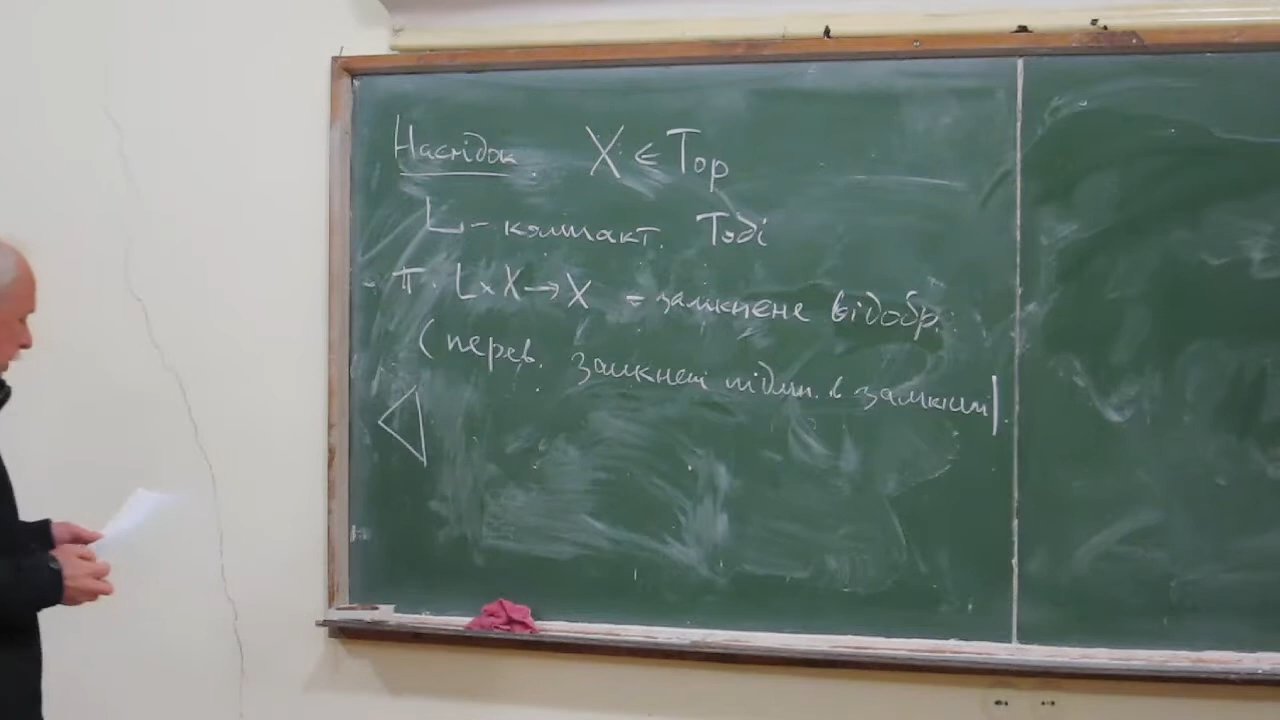 Наслідок. X ∈ Top
L - компакт. Тоді
π: L × X → X - замкнене відобр.
(перев. замкнені підмн. в замкнені).